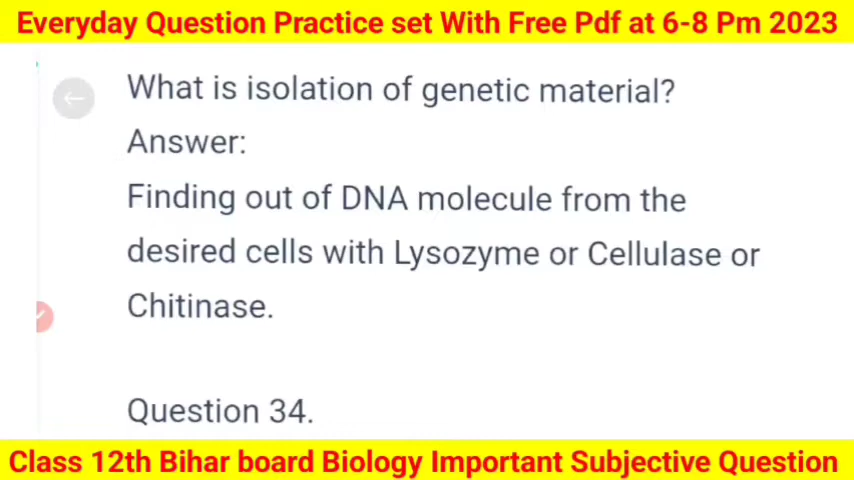 Everyday Question Practice set With Free Pdf at 6-8 Pm 2023
What is isolation of genetic material?
Answer:
Finding out of DNA molecule from the
desired cells with Lysozyme or Cellulase or
Chitinase.
Question 34.
Class 12th Bihar board Biology Important Subjective Question